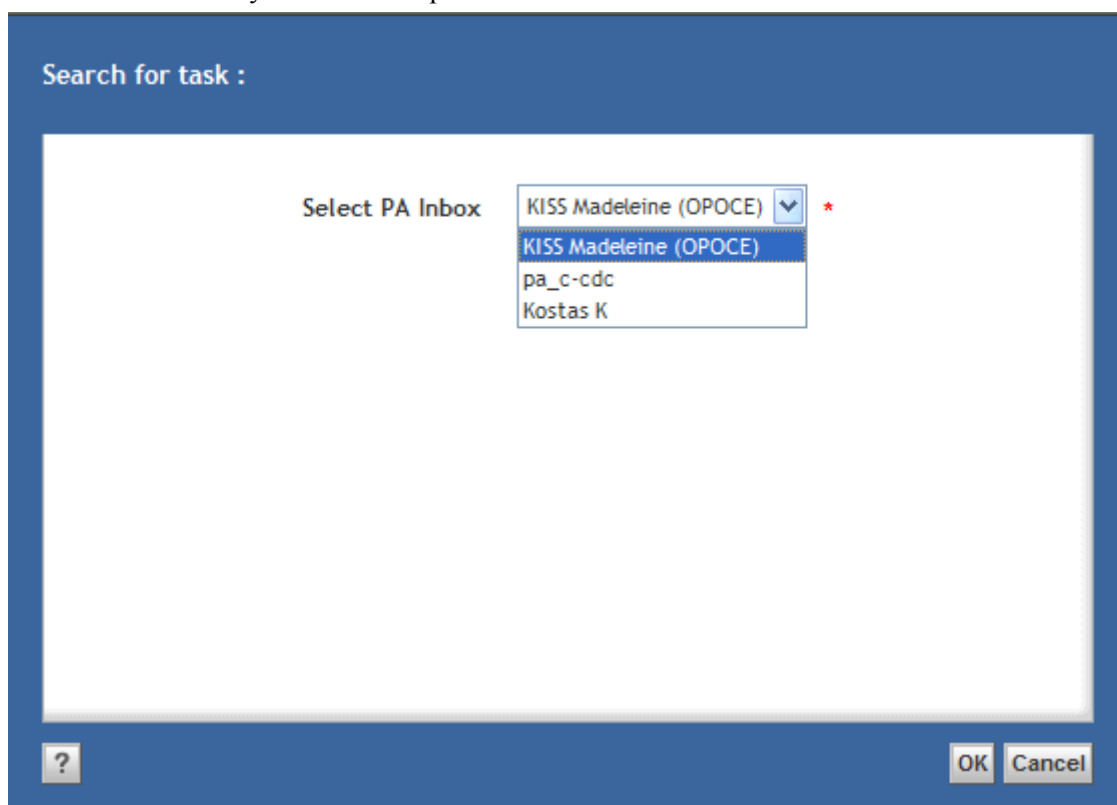 Search for task :
Select PA Inbox KISS Madeleine (OPOCE) *
KISS Madeleine (OPOCE)
pa_c-cdc
Kostas K
? OK Cancel